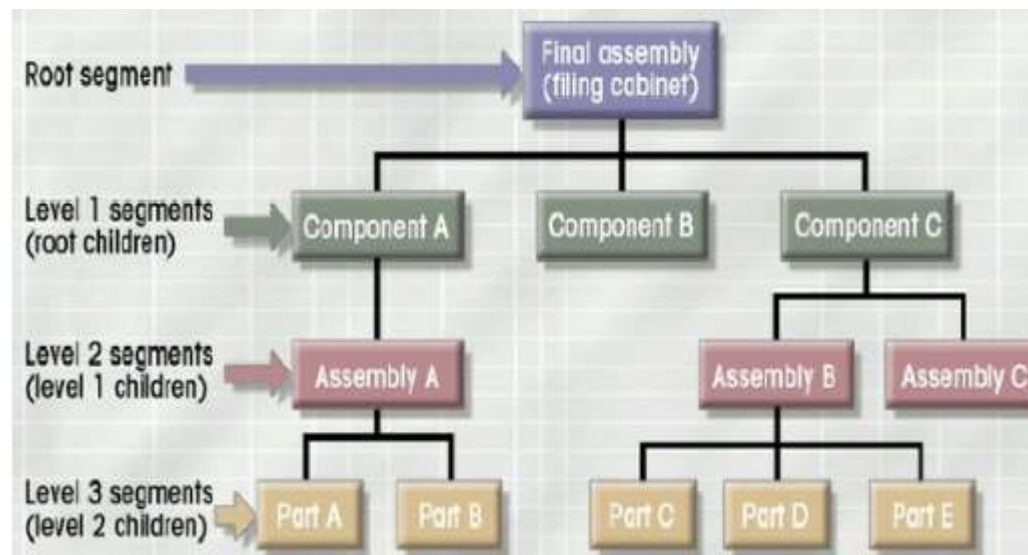 Root segment
Final assembly
(filing cabinet)
Level 1 segments
(root children)
Component A
Component B
Component C
Level 2 segments
(level 1 children)
Assembly A
Assembly B
Assembly C
Level 3 segments
(level 2 children)
Part A
Part B
Part C
Part D
Part E